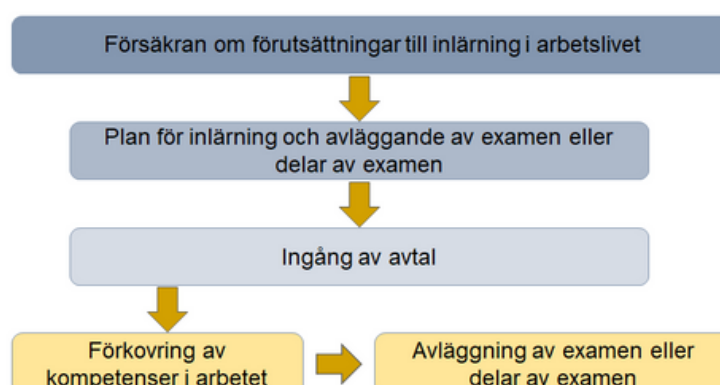 Försäkran om förutsättningar till inlärning i arbetslivet
Plan för inlärning och avläggande av examen eller
delar av examen
Ingång av avtal
Förkovring av
kompetenser i arbetet
Avläggning av examen eller
delar av examen